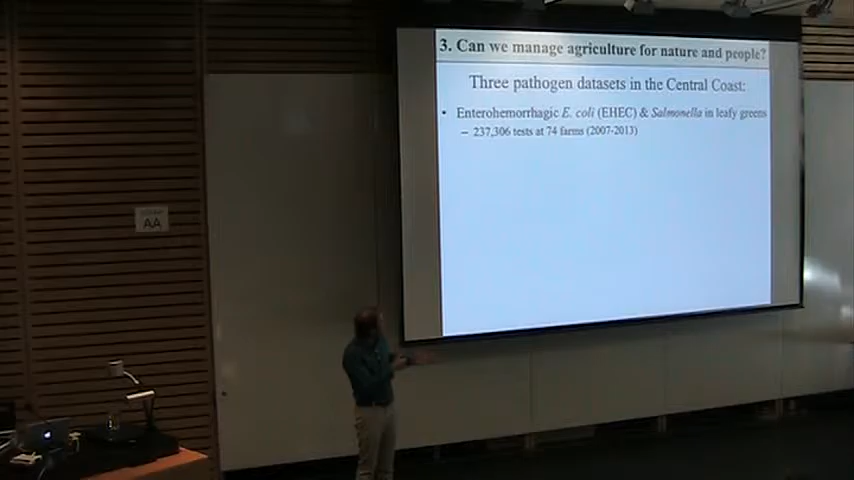 3. Can we manage agriculture for nature and people?
Three pathogen datasets in the Central Coast:
• Enterohemorrhagic E. coli (EHEC) & Salmonella in leafy greens
– 237,306 tests at 74 farms (2007-2013)
AA